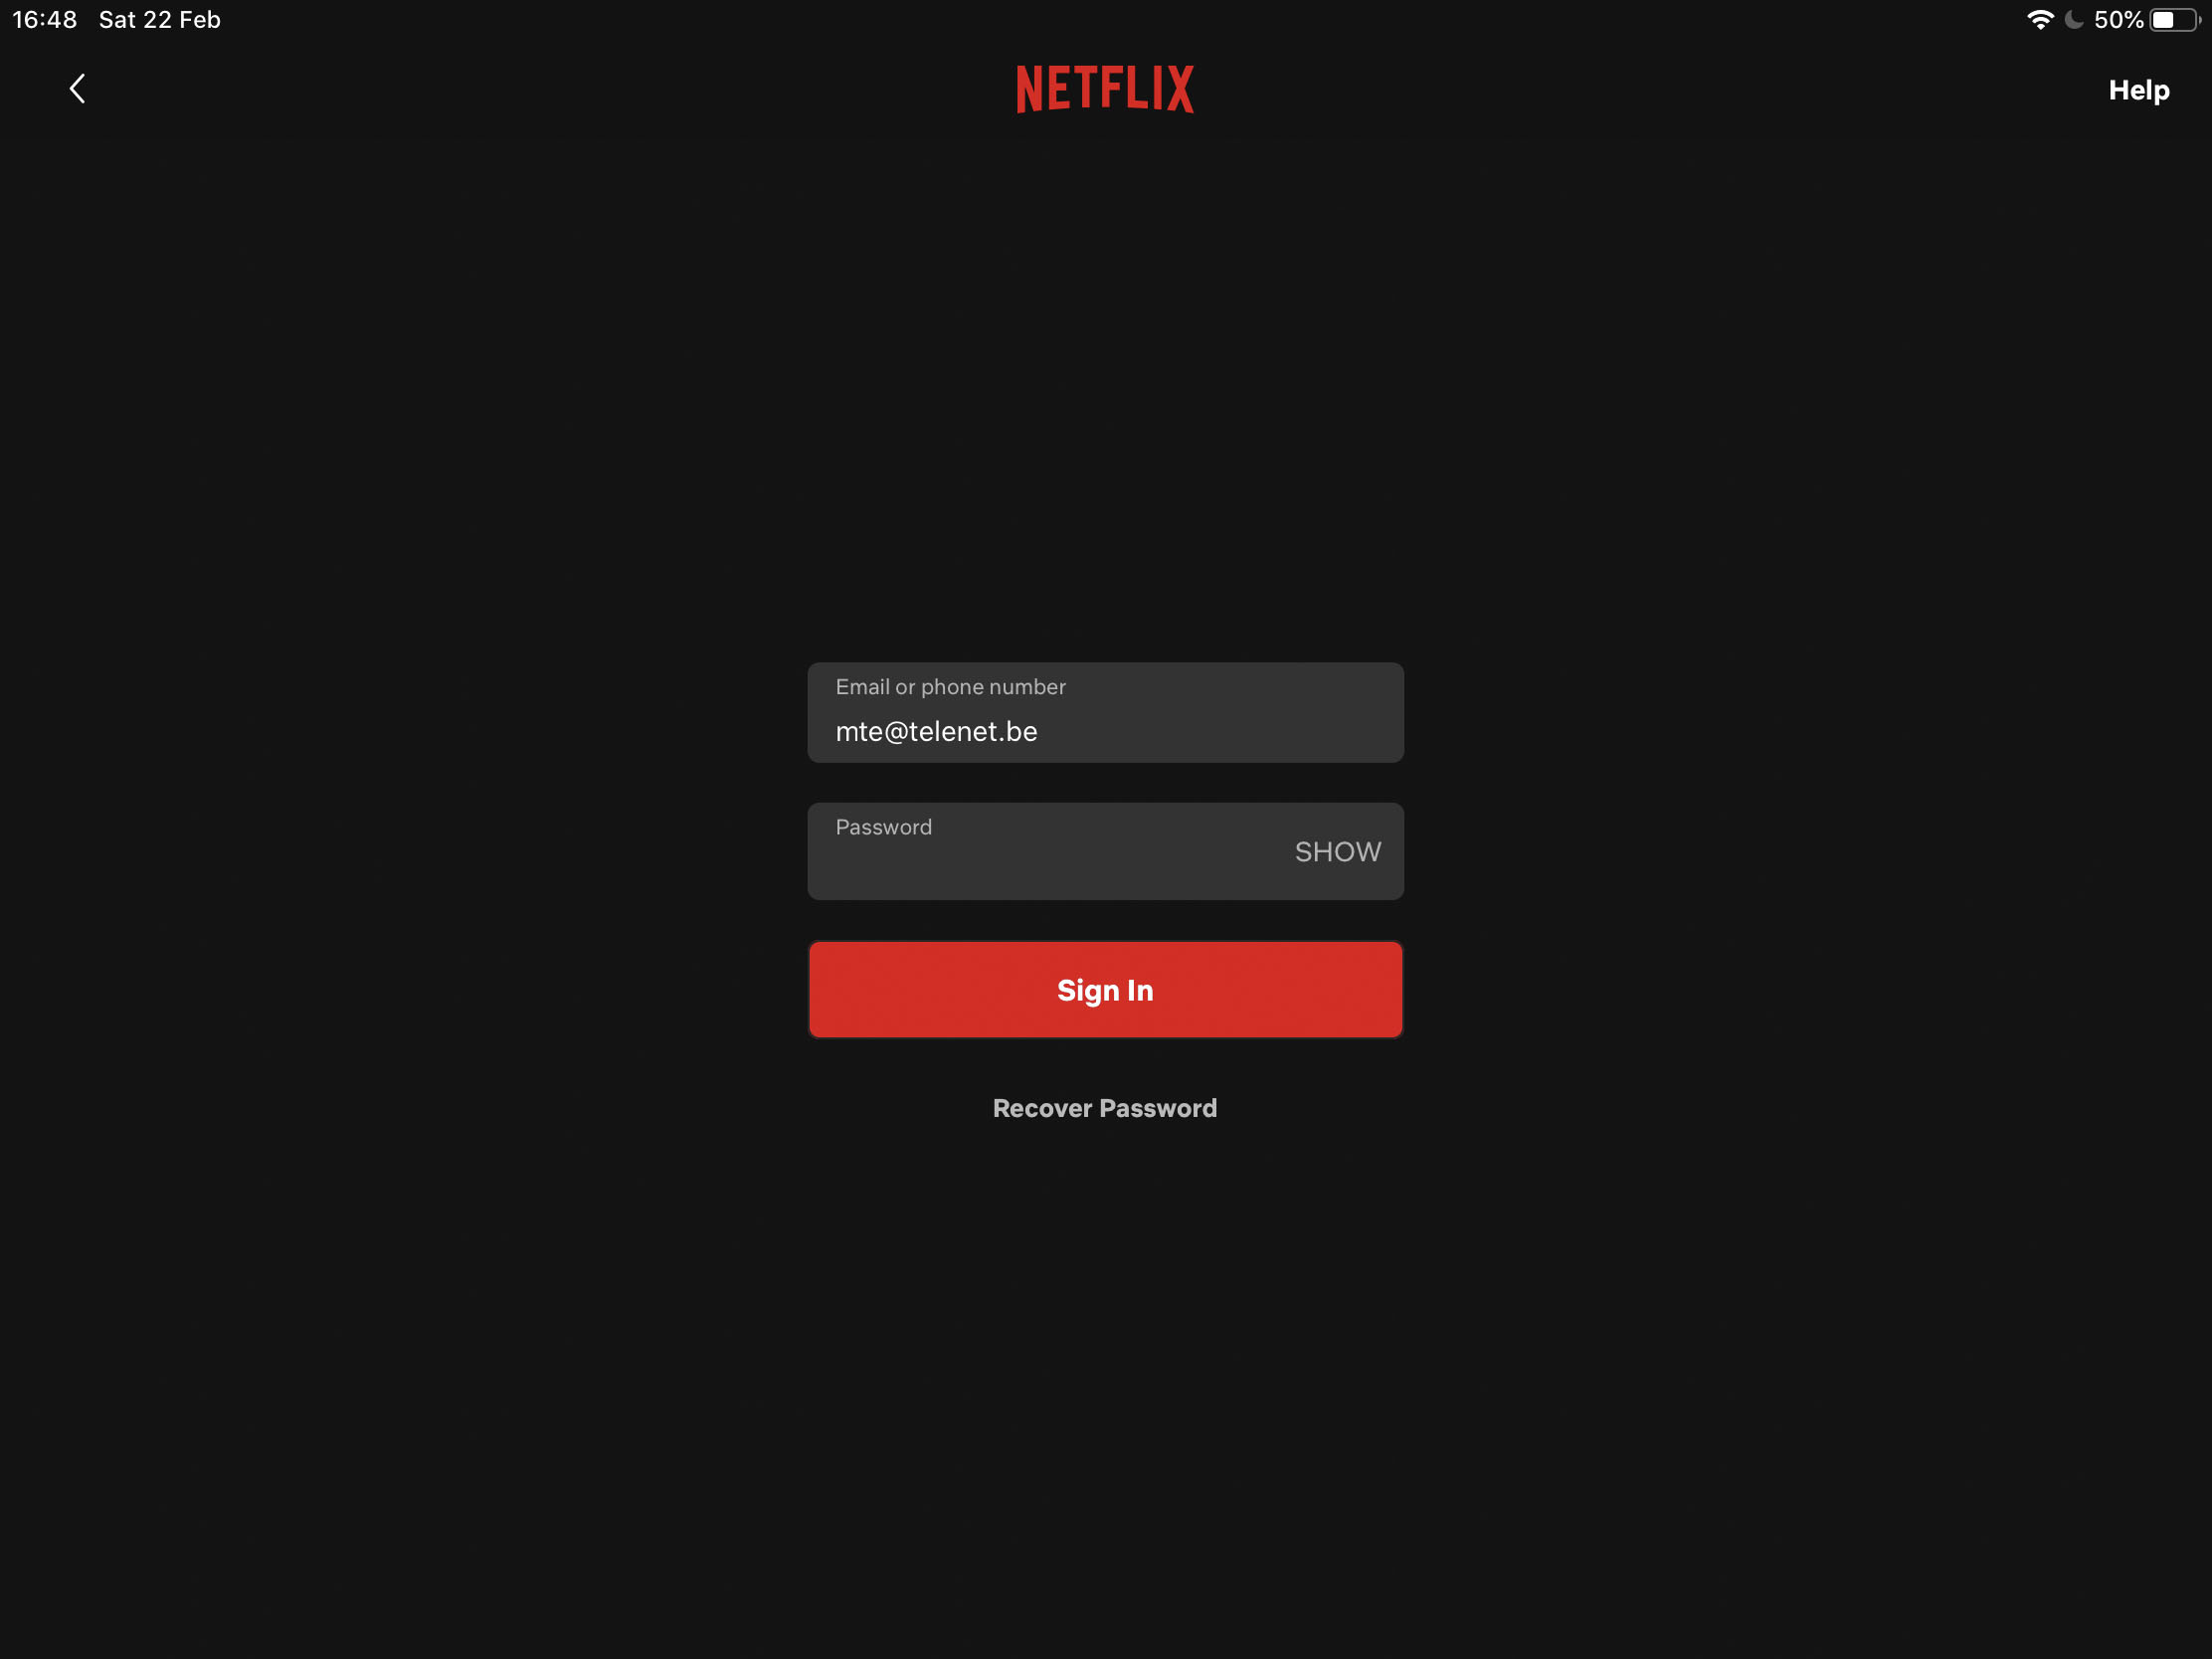 16:48 Sat 22 Feb
50%
NETFLIX
Help
Email or phone number
mte@telenet.be
Password
SHOW
Sign In
Recover Password